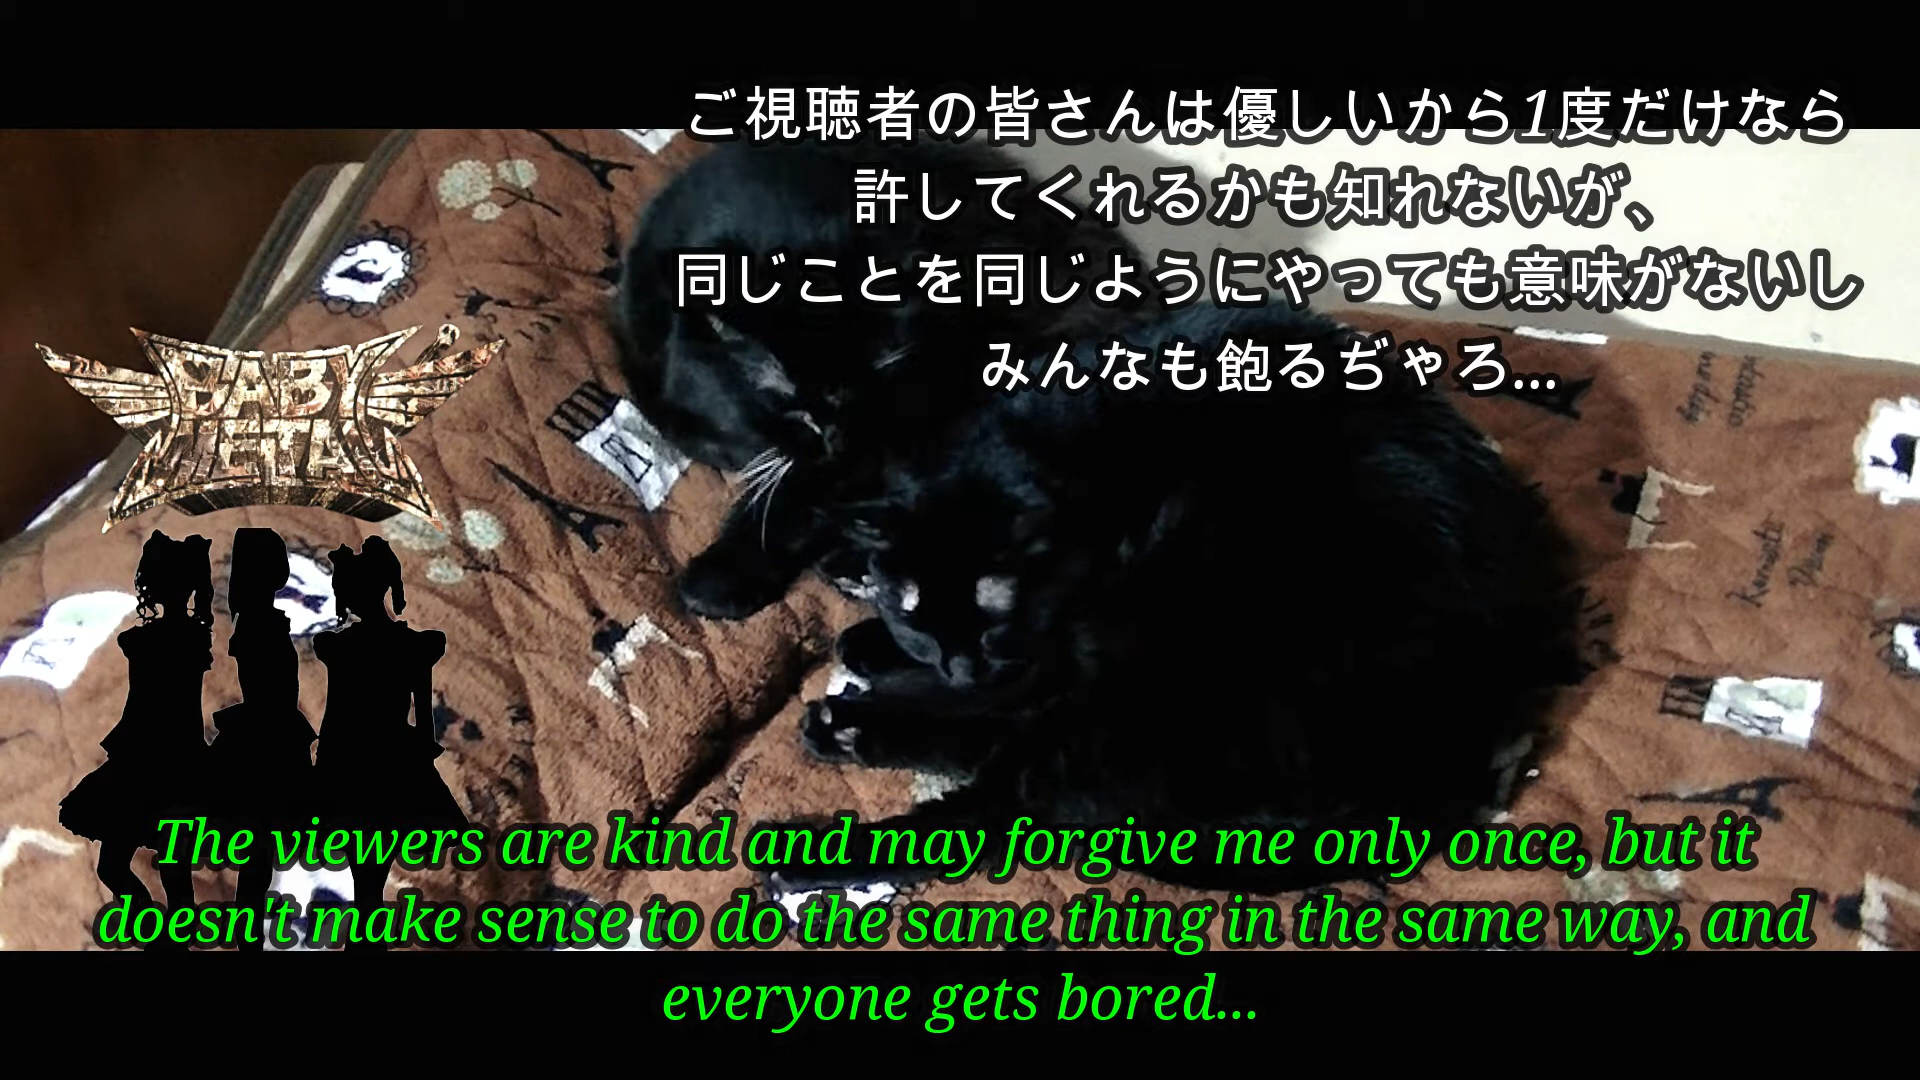 ご視聴者の皆さんは優しいから1度だけなら
許してくれるかも知れないが、
同じことを同じようにやっても意味がないし
みんなも飽るぢゃろ...
BABY
METAL
The viewers are kind and may forgive me only once, but it
doesn't make sense to do the same thing in the same way, and
everyone gets bored...